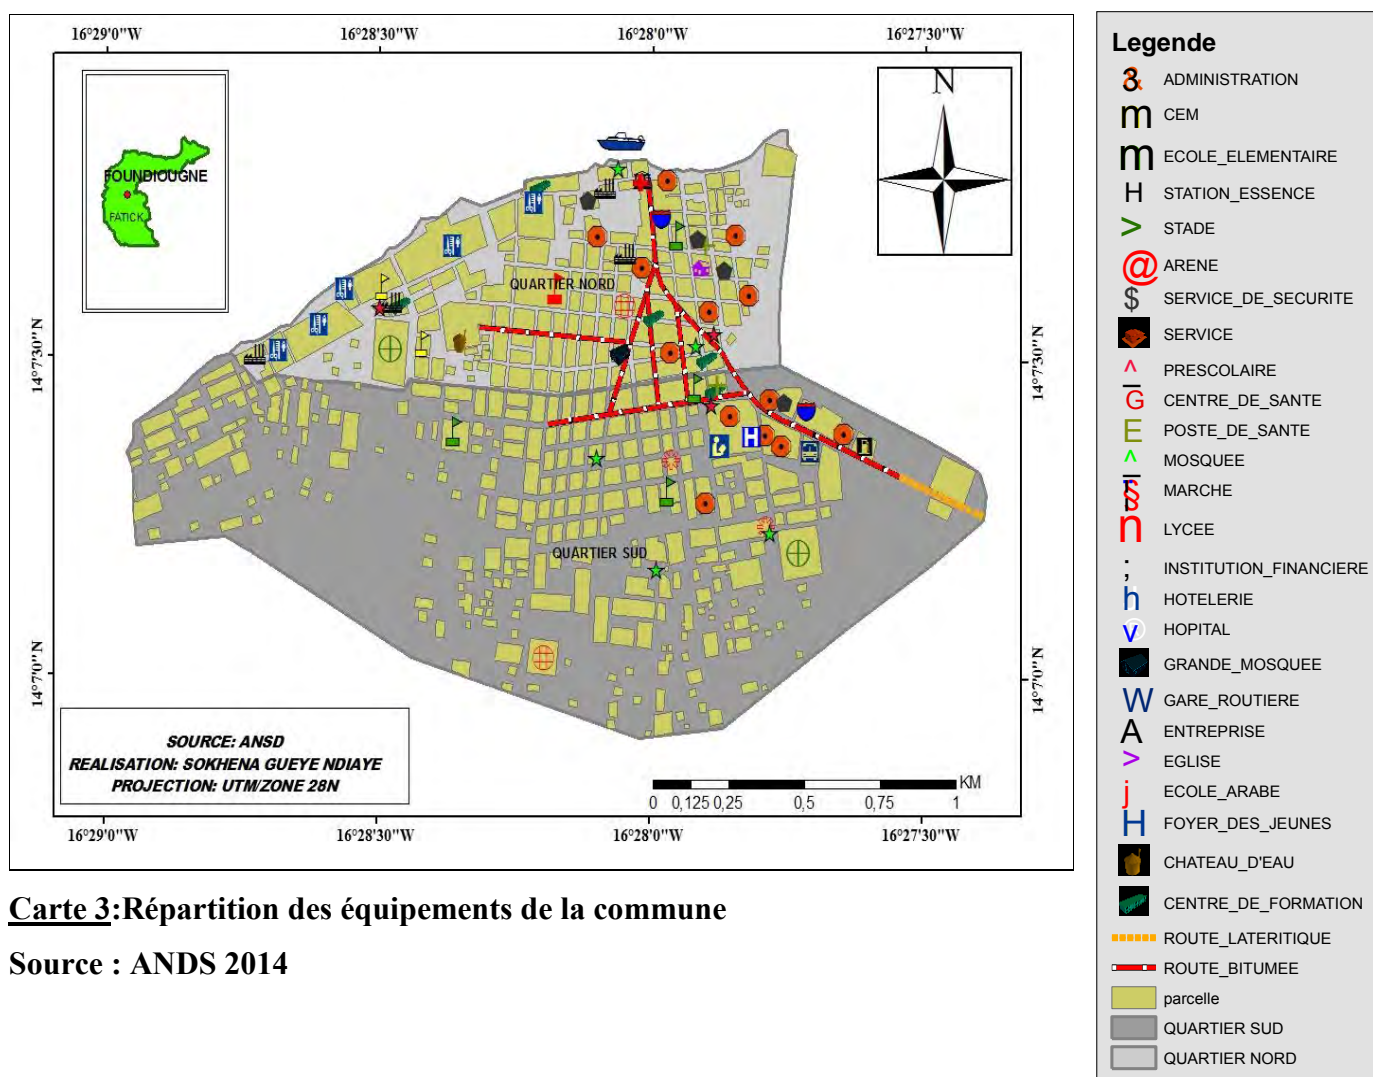 16°29'0"W
16°28'30"W
16°28'0"W
16°27'30"W
N
FOUNDIOUGNE
FATICK
14°7'30"N
14°7'30"N
QUARTIER NORD
QUARTIER SUD
14°7'0"N
14°7'0"N
SOURCE: ANSD
REALISATION: SOKHENA GUEYE NDIAYE
PROJECTION: UTM/ZONE 28N
KM
0 0,125 0,25 0,5 0,75 1
16°29'0"W
16°28'30"W
16°28'0"W
16°27'30"W
Carte 3:Répartition des équipements de la commune
Source : ANDS 2014
Legende
ADMINISTRATION
m CEM
m ECOLE_ELEMENTAIRE
H STATION_ESSENCE
> STADE
@ ARENE
$ SERVICE_DE_SECURITE
SERVICE
^ PRESCOLAIRE
G CENTRE_DE_SANTE
E POSTE_DE_SANTE
^ MOSQUEE
§ MARCHE
n LYCEE
; INSTITUTION_FINANCIERE
h HOTELERIE
v HOPITAL
GRANDE_MOSQUEE
W GARE_ROUTIERE
A ENTREPRISE
> EGLISE
j ECOLE_ARABE
H FOYER_DES_JEUNES
CHATEAU_D'EAU
CENTRE_DE_FORMATION
ROUTE_LATERITIQUE
ROUTE_BITUMEE
parcelle
QUARTIER SUD
QUARTIER NORD